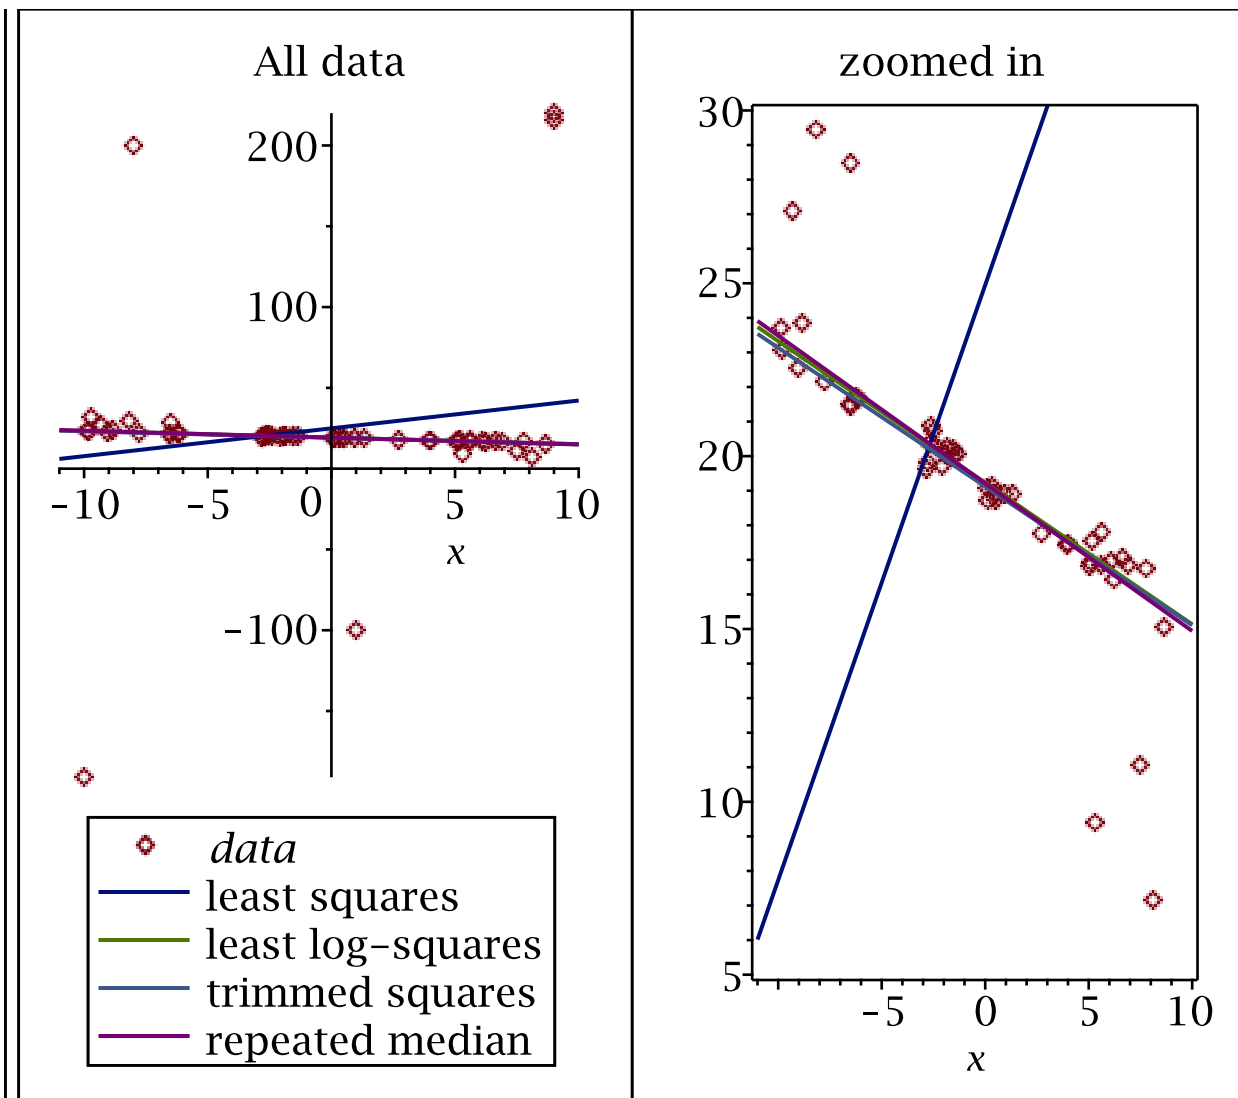 All data
200
100
-10 -5 0 5 10
x
-100
data
least squares
least log-squares
trimmed squares
repeated median
zoomed in
30
25
20
15
10
5
-5 0 5 10
x